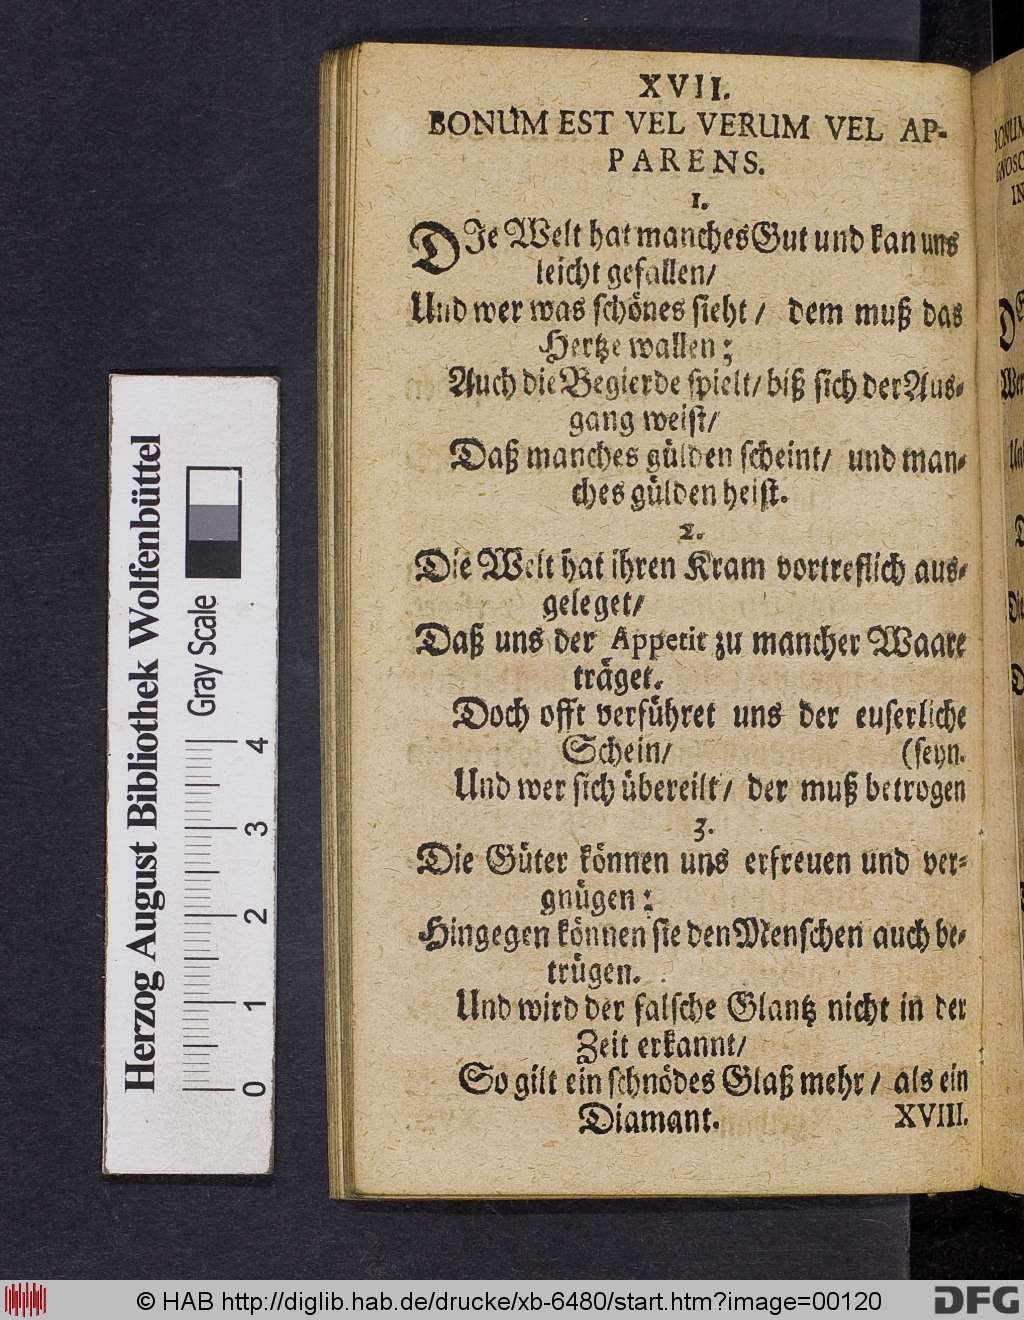 XVII.
BONUM EST VEL VERUM VEL AP-
PARENS.
1.
DIe Welt hat manches Gut und kan uns
leicht gefallen/
Und wer was schönes sieht / dem muß das
Hertze wallen;
Auch die Begierde spielt/ biß sich der Aus-
gang weist/
Daß manches gülden scheint/ und man-
ches gülden heist.
2.
Die Welt hat ihren Kram vortreflich aus-
geleget/
Daß uns der Appetit zu mancher Waare
träget.
Doch offt verführet uns der euserliche
Schein/ (seyn.
Und wer sich übereilt / der muß betrogen
3.
Die Güter können uns erfreuen und ver-
gnügen;
Hingegen können sie den Menschen auch be-
trügen.
Und wird der falsche Glantz nicht in der
Zeit erkannt/
So gilt ein schnödes Glaß mehr / als ein
Diamant. XVIII.
Herzog August Bibliothek Wolfenbüttel
Gray Scale
0 1 2 3 4
© HAB http://diglib.hab.de/drucke/xb-6480/start.htm?image=00120
DFG